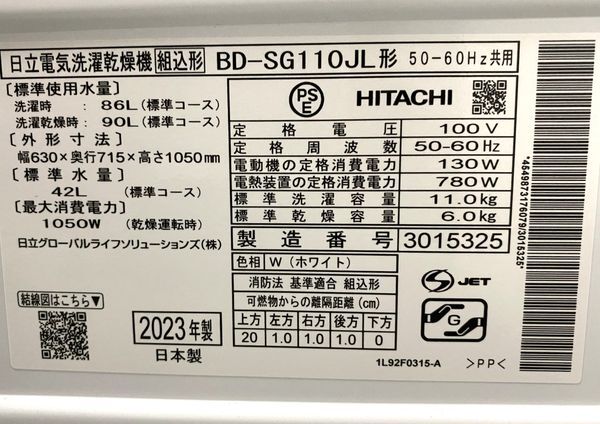 日立電気洗濯乾燥機 組込形 BD-SG110JL形 50-60Hz共用
[標準使用水量]
洗濯時 : 86L (標準コース)
洗濯乾燥時 : 90L (標準コース)
[外形寸法]
幅630×奥行715×高さ1050mm
[標準水量]
42L (標準コース)
[最大消費電力]
1050W (乾燥運転時)
日立グローバルライフソリューションズ(株)
PS
E
HITACHI
定格電圧 100V
定格周波数 50-60Hz
電動機の定格消費電力 130W
電熱装置の定格消費電力 780W
標準洗濯容量 11.0kg
標準乾燥容量 6.0kg
製造番号 3015325
色相 W (ホワイト)
消防法 基準適合 組込形
可燃物からの離隔距離(cm)
上方 左方 右方 後方 下方
20 1.0 1.0 1.0 0
結線図はこちら▼
2023年製
日本製
S JET
G
1L92F0315-A >PP<
*4549873176079/3015325*